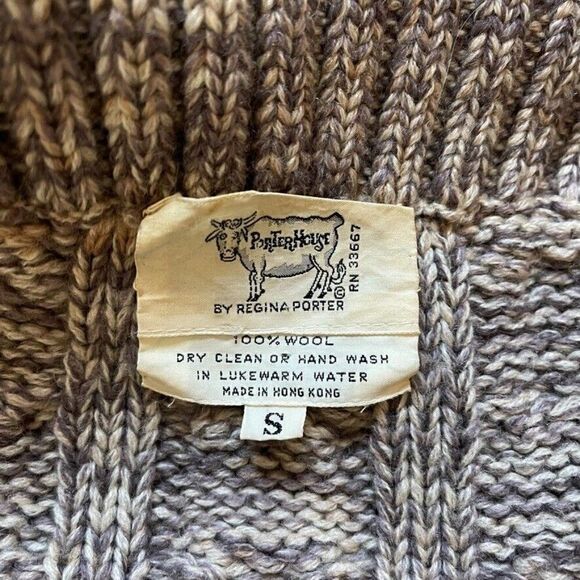 PORTERHOUSE
BY REGINA PORTER ®
RN 33667
100% WOOL
DRY CLEAN OR HAND WASH
IN LUKEWARM WATER
MADE IN HONG KONG
S